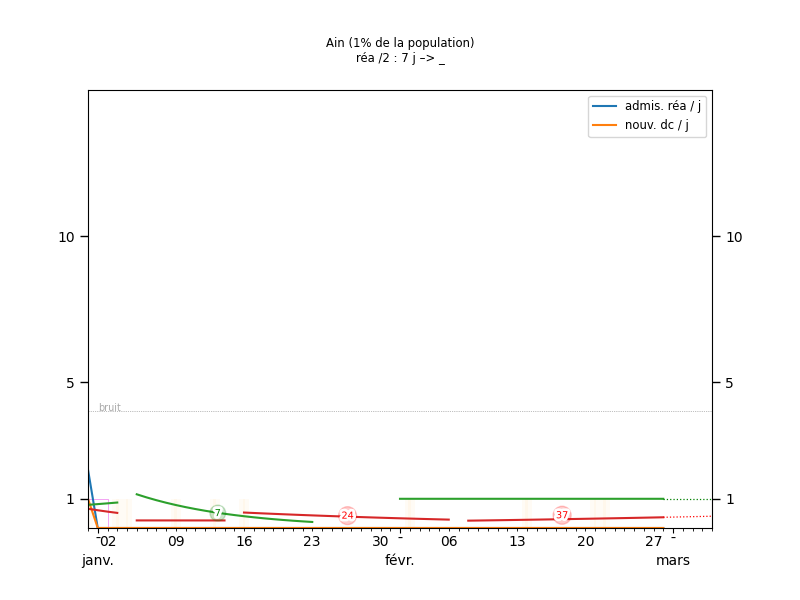 Ain (1% de la population)
réa /2 : 7 j –> _
admis. réa / j
nouv. dc / j
10 10
5 5
bruit
1 1
7 24 37
02 09 16 23 30 06 13 20 27
janv. févr. mars